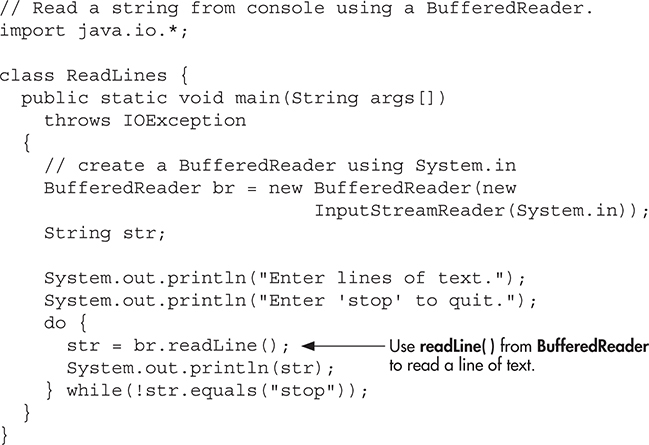 // Read a string from console using a BufferedReader.
import java.io.*;

class ReadLines {
  public static void main(String args[])
    throws IOException
  {
    // create a BufferedReader using System.in
    BufferedReader br = new BufferedReader(new
                            InputStreamReader(System.in));
    String str;

    System.out.println("Enter lines of text.");
    System.out.println("Enter 'stop' to quit.");
    do {
      str = br.readLine(); Use readLine( ) from BufferedReader
to read a line of text.
      System.out.println(str);
    } while(!str.equals("stop"));
  }
}